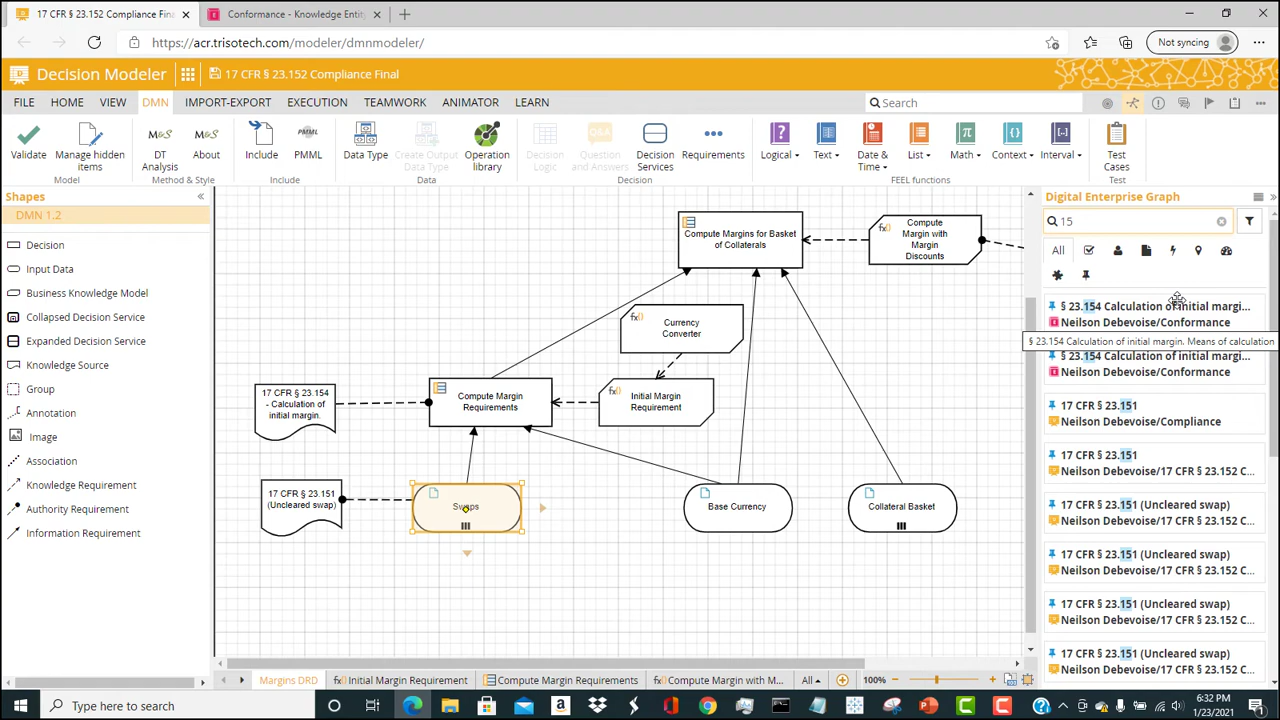 17 CFR § 23.152 Compliance Fina
Conformance - Knowledge Entity
https://acr.trisotech.com/modeler/dmnmodeler/
Not syncing
Decision Modeler
17 CFR § 23.152 Compliance Final
FILE HOME VIEW DMN IMPORT-EXPORT EXECUTION TEAMWORK ANIMATOR LEARN
Search
Validate
Manage hidden
items
Model
M&S
DT
Analysis
M&S
About
Method & Style
Include
PMML
PMML
Include
Data Type
Create Output
Data Type
Operation
library
Data
Decision
Logic
Q&A
Question
and Answers
Decision
Services
Requirements
Decision
Logical
Text
Date &
Time
List
Math
Context
Interval
FEEL functions
Test
Cases
Test
Shapes
DMN 1.2
Decision
Input Data
Business Knowledge Model
Collapsed Decision Service
Expanded Decision Service
Knowledge Source
Group
Annotation
Image
Association
Knowledge Requirement
Authority Requirement
Information Requirement
Compute Margins for Basket
of Collaterals
fx()
Compute
Margin with
Margin
Discounts
fx()
Currency
Converter
17 CFR § 23.154
- Calculation of
initial margin.
Compute Margin
Requirements
fx()
Initial Margin
Requirement
17 CFR § 23.151
(Uncleared swap)
Swaps
Base Currency
Collateral Basket
Digital Enterprise Graph
15
All
§ 23.154 Calculation of initial margi...
Neilson Debevoise/Conformance
§ 23.154 Calculation of initial margin. Means of calculation
§ 23.154 Calculation of initial margi...
Neilson Debevoise/Conformance
17 CFR § 23.151
Neilson Debevoise/Compliance
17 CFR § 23.151
Neilson Debevoise/17 CFR § 23.152 C...
17 CFR § 23.151 (Uncleared swap)
Neilson Debevoise/17 CFR § 23.152 C...
17 CFR § 23.151 (Uncleared swap)
Neilson Debevoise/17 CFR § 23.152 C...
17 CFR § 23.151 (Uncleared swap)
Neilson Debevoise/17 CFR § 23.152 C...
17 CFR § 23.151 (Uncleared swap)
Neilson Debevoise/17 CFR § 23.152 C...
Margins DRD
fx() Initial Margin Requirement
Compute Margin Requirements
fx() Compute Margin with M...
All
100%
Type here to search
6:32 PM
1/23/2021